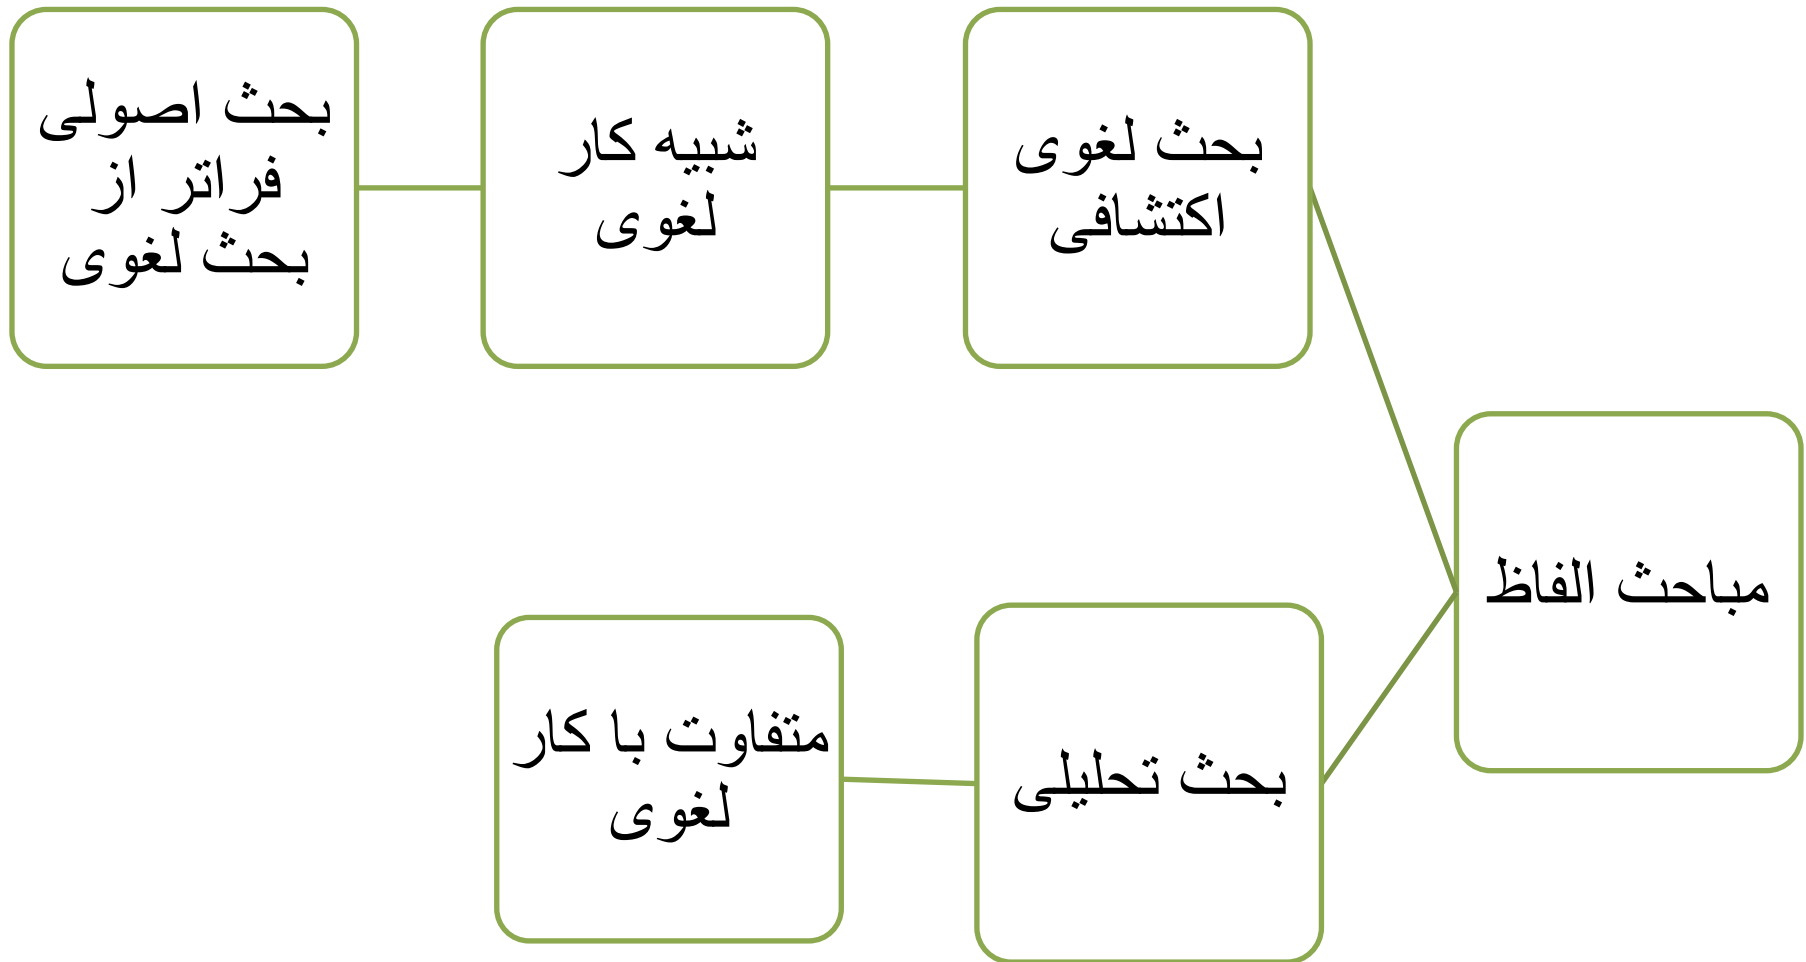 مباحث الفاظ
بحث لغوی
اکتشافی
شبیه کار
لغوی
بحث اصولی
فراتر از
بحث لغوی
بحث تحلیلی
متفاوت با کار
لغوی